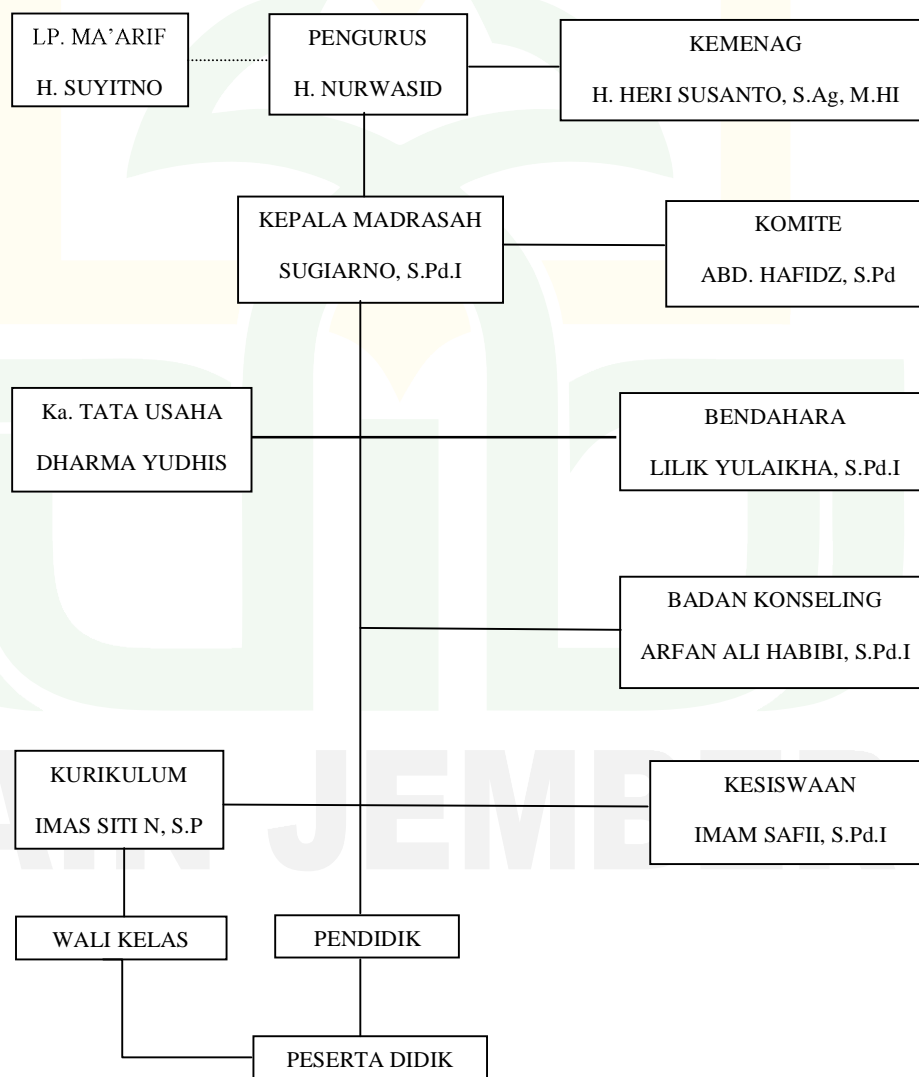 LP. MA’ARIF
H. SUYITNO
PENGURUS
H. NURWASID
KEMENAG
H. HERI SUSANTO, S.Ag, M.HI
KEPALA MADRASAH
SUGIARNO, S.Pd.I
KOMITE
ABD. HAFIDZ, S.Pd
Ka. TATA USAHA
DHARMA YUDHIS
BENDAHARA
LILIK YULAIKHA, S.Pd.I
BADAN KONSELING
ARFAN ALI HABIBI, S.Pd.I
KURIKULUM
IMAS SITI N, S.P
KESISWAAN
IMAM SAFII, S.Pd.I
AIN JEMBER
WALI KELAS
PENDIDIK
PESERTA DIDIK